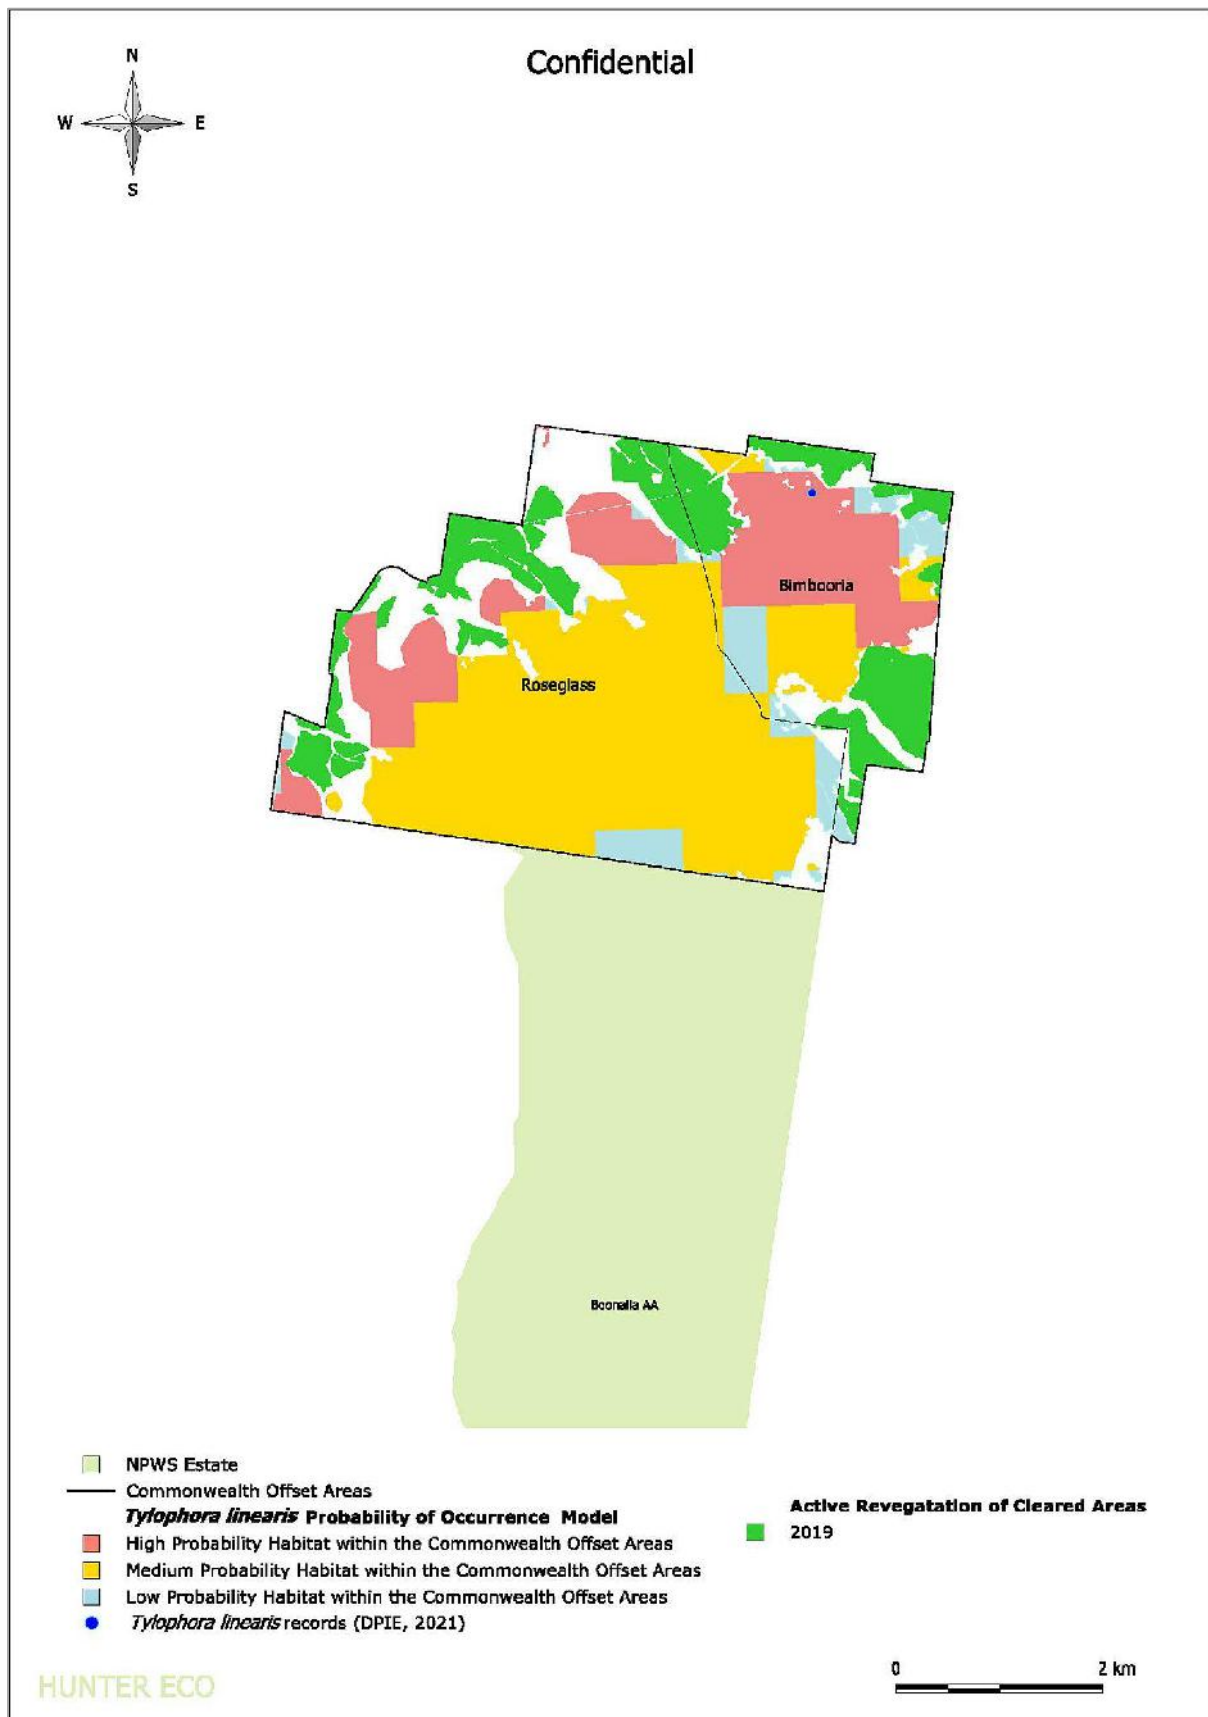 Confidential
N
W E
S
Bimbooria
Roseglass
Boonalla AA
NPWS Estate
Commonwealth Offset Areas
Tylophora linearis Probability of Occurrence Model
High Probability Habitat within the Commonwealth Offset Areas
Medium Probability Habitat within the Commonwealth Offset Areas
Low Probability Habitat within the Commonwealth Offset Areas
Tylophora linearis records (DPIE, 2021)
Active Revegatation of Cleared Areas
2019
HUNTER ECO
0 2 km